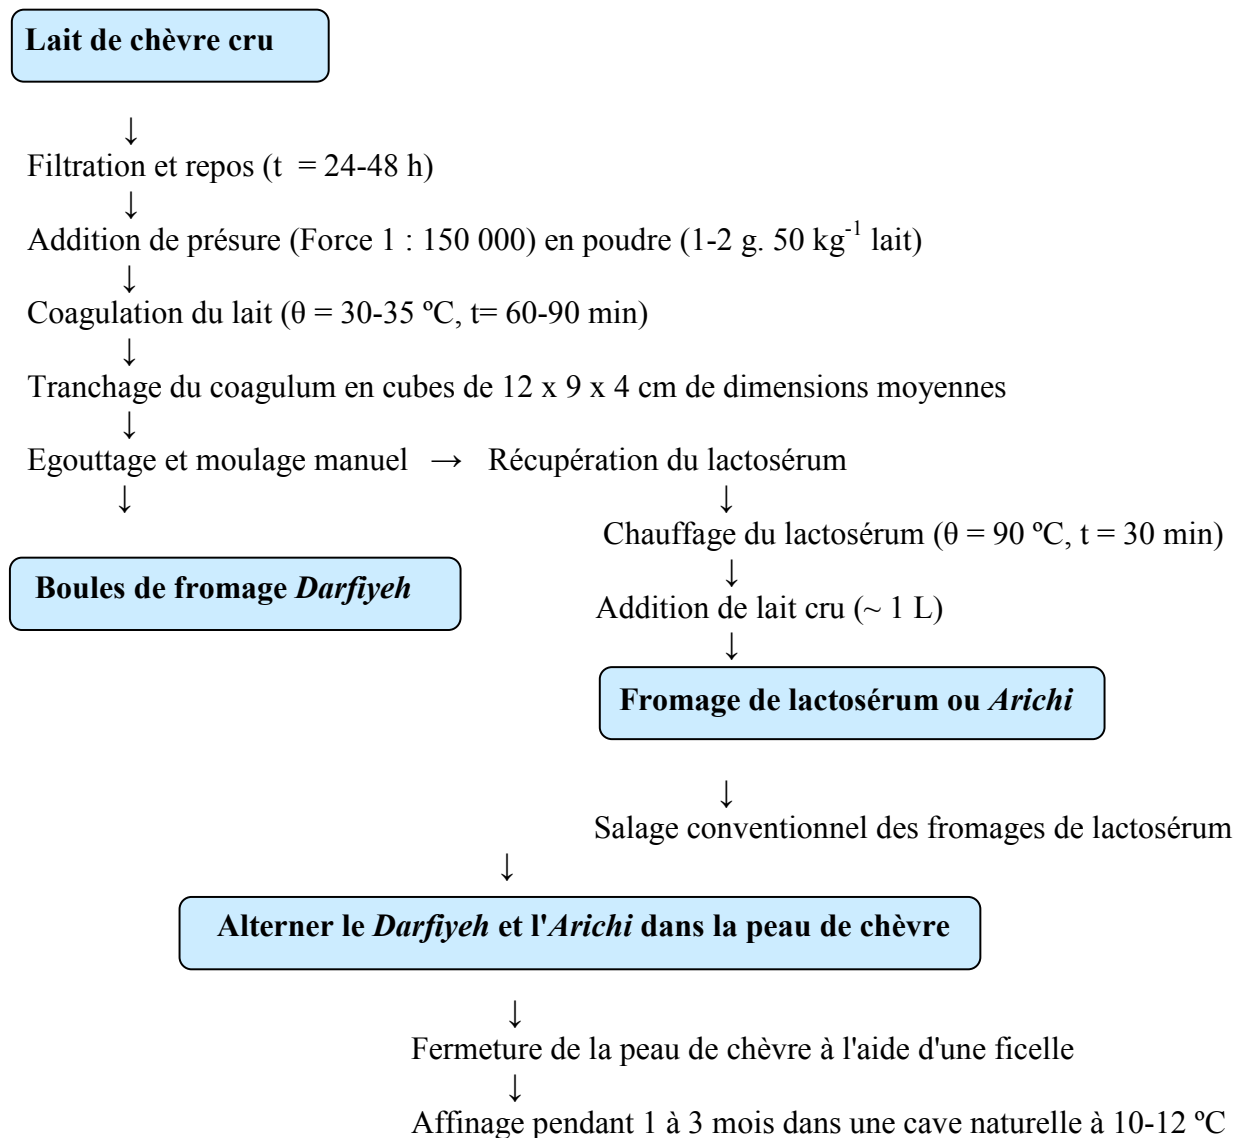 Lait de chèvre cru
↓
Filtration et repos (t = 24-48 h)
↓
Addition de présure (Force 1 : 150 000) en poudre (1-2 g. 50 kg⁻¹ lait)
↓
Coagulation du lait (θ = 30-35 ºC, t= 60-90 min)
↓
Tranchage du coagulum en cubes de 12 x 9 x 4 cm de dimensions moyennes
↓
Egouttage et moulage manuel → Récupération du lactosérum
↓ ↓
Chauffage du lactosérum (θ = 90 ºC, t = 30 min)
Boules de fromage Darfiyeh
↓
Addition de lait cru (~ 1 L)
↓
Fromage de lactosérum ou Arichi
↓
Salage conventionnel des fromages de lactosérum
↓
Alterner le Darfiyeh et l'Arichi dans la peau de chèvre
↓
Fermeture de la peau de chèvre à l'aide d'une ficelle
↓
Affinage pendant 1 à 3 mois dans une cave naturelle à 10-12 ºC